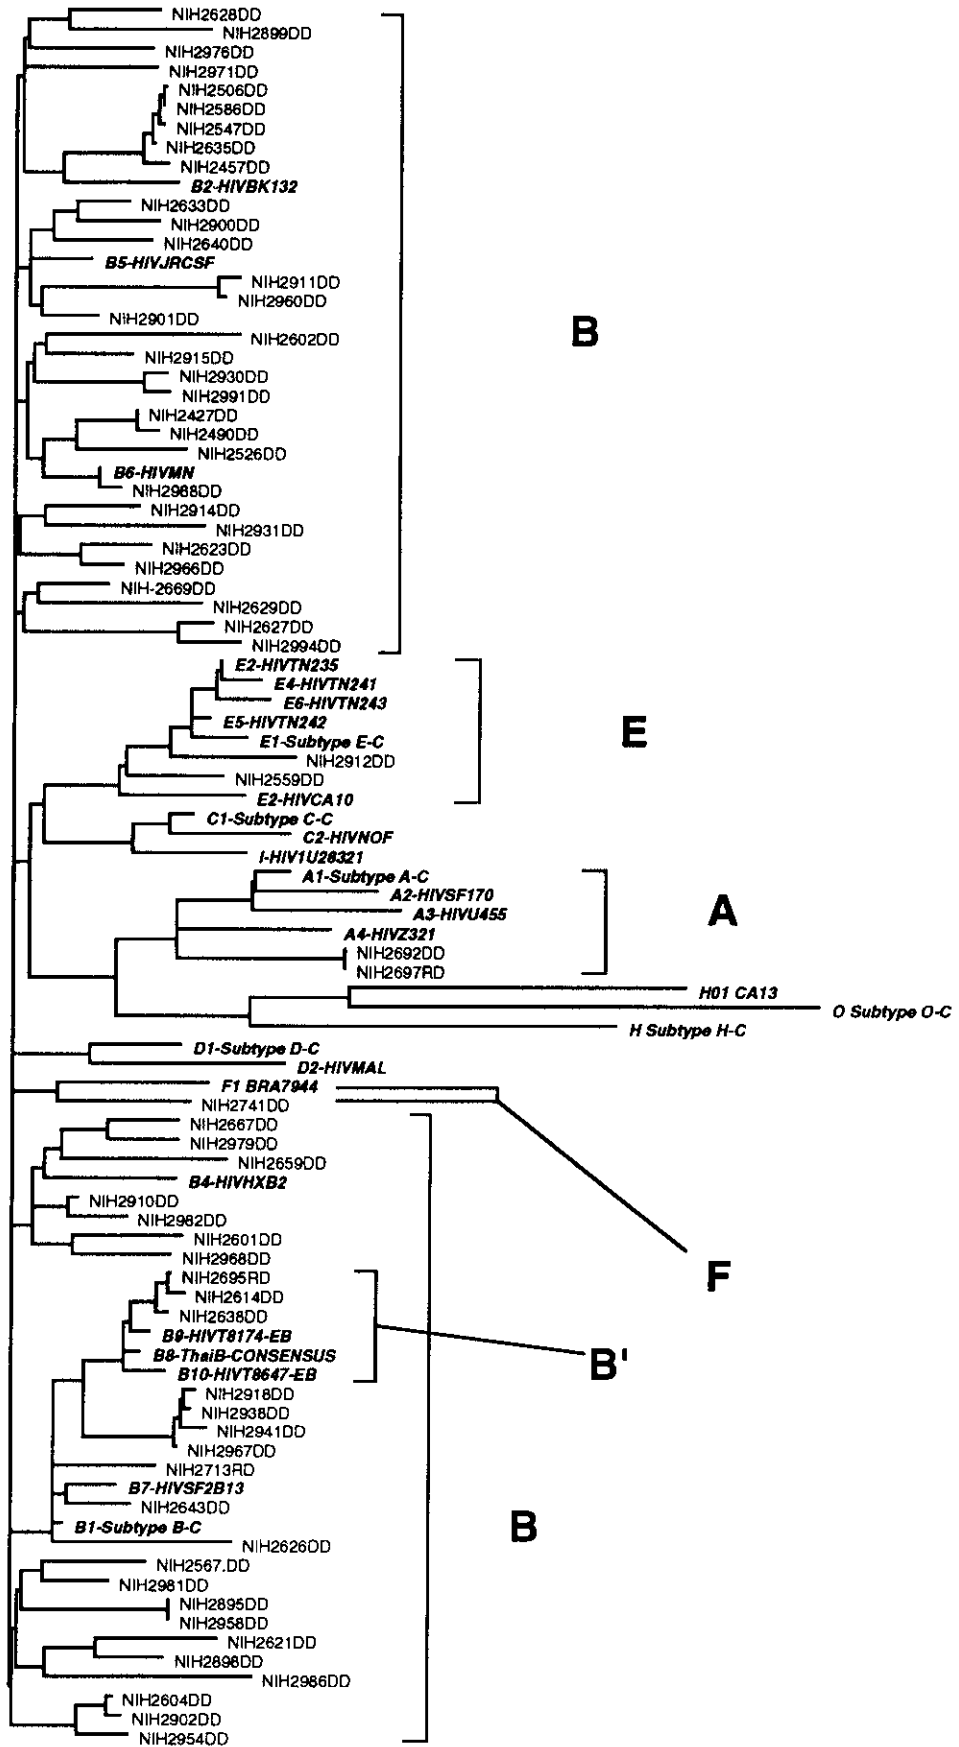 NIH2628DD
NIH2899DD
NIH2976DD
NIH2971DD
NIH2506DD
NIH2586DD
NIH2547DD
NIH2635DD
NIH2457DD
B2-HIVBK132
NIH2633DD
NIH2900DD
NIH2640DD
B5-HIVJRCSF
NIH2911DD
NIH2960DD
NIH2901DD
B
NIH2602DD
NIH2915DD
NIH2930DD
NIH2991DD
NIH2427DD
NIH2490DD
NIH2526DD
B6-HIVMN
NIH2988DD
NIH2914DD
NIH2931DD
NIH2623DD
NIH2966DD
NIH-2669DD
NIH2629DD
NIH2627DD
NIH2994DD
E2-HIVTN235
E4-HIVTN241
E6-HIVTN243
E5-HIVTN242
E
E1-Subtype E-C
NIH2912DD
NIH2559DD
E2-HIVCA10
C1-Subtype C-C
C2-HIVNOF
I-HIV1U28321
A1-Subtype A-C
A2-HIVSF170
A3-HIVU455
A
A4-HIVZ321
NIH2692DD
NIH2697RD
H01 CA13
O Subtype O-C
H Subtype H-C
D1-Subtype D-C
D2-HIVMAL
F1 BRA7944
NIH2741DD
NIH2667DD
NIH2979DD
NIH2659DD
B4-HIVHXB2
NIH2910DD
NIH2982DD
NIH2601DD
NIH2968DD
F
NIH2695RD
NIH2614DD
NIH2638DD
B9-HIVT8174-EB
B8-ThaiB-CONSENSUS
B'
B10-HIVT8647-EB
NIH2918DD
NIH2938DD
NIH2941DD
NIH2967DD
NIH2713RD
B7-HIVSF2B13
NIH2643DD
B1-Subtype B-C
B
NIH2626DD
NIH2567.DD
NIH2981DD
NIH2895DD
NIH2958DD
NIH2621DD
NIH2898DD
NIH2986DD
NIH2604DD
NIH2902DD
NIH2954DD